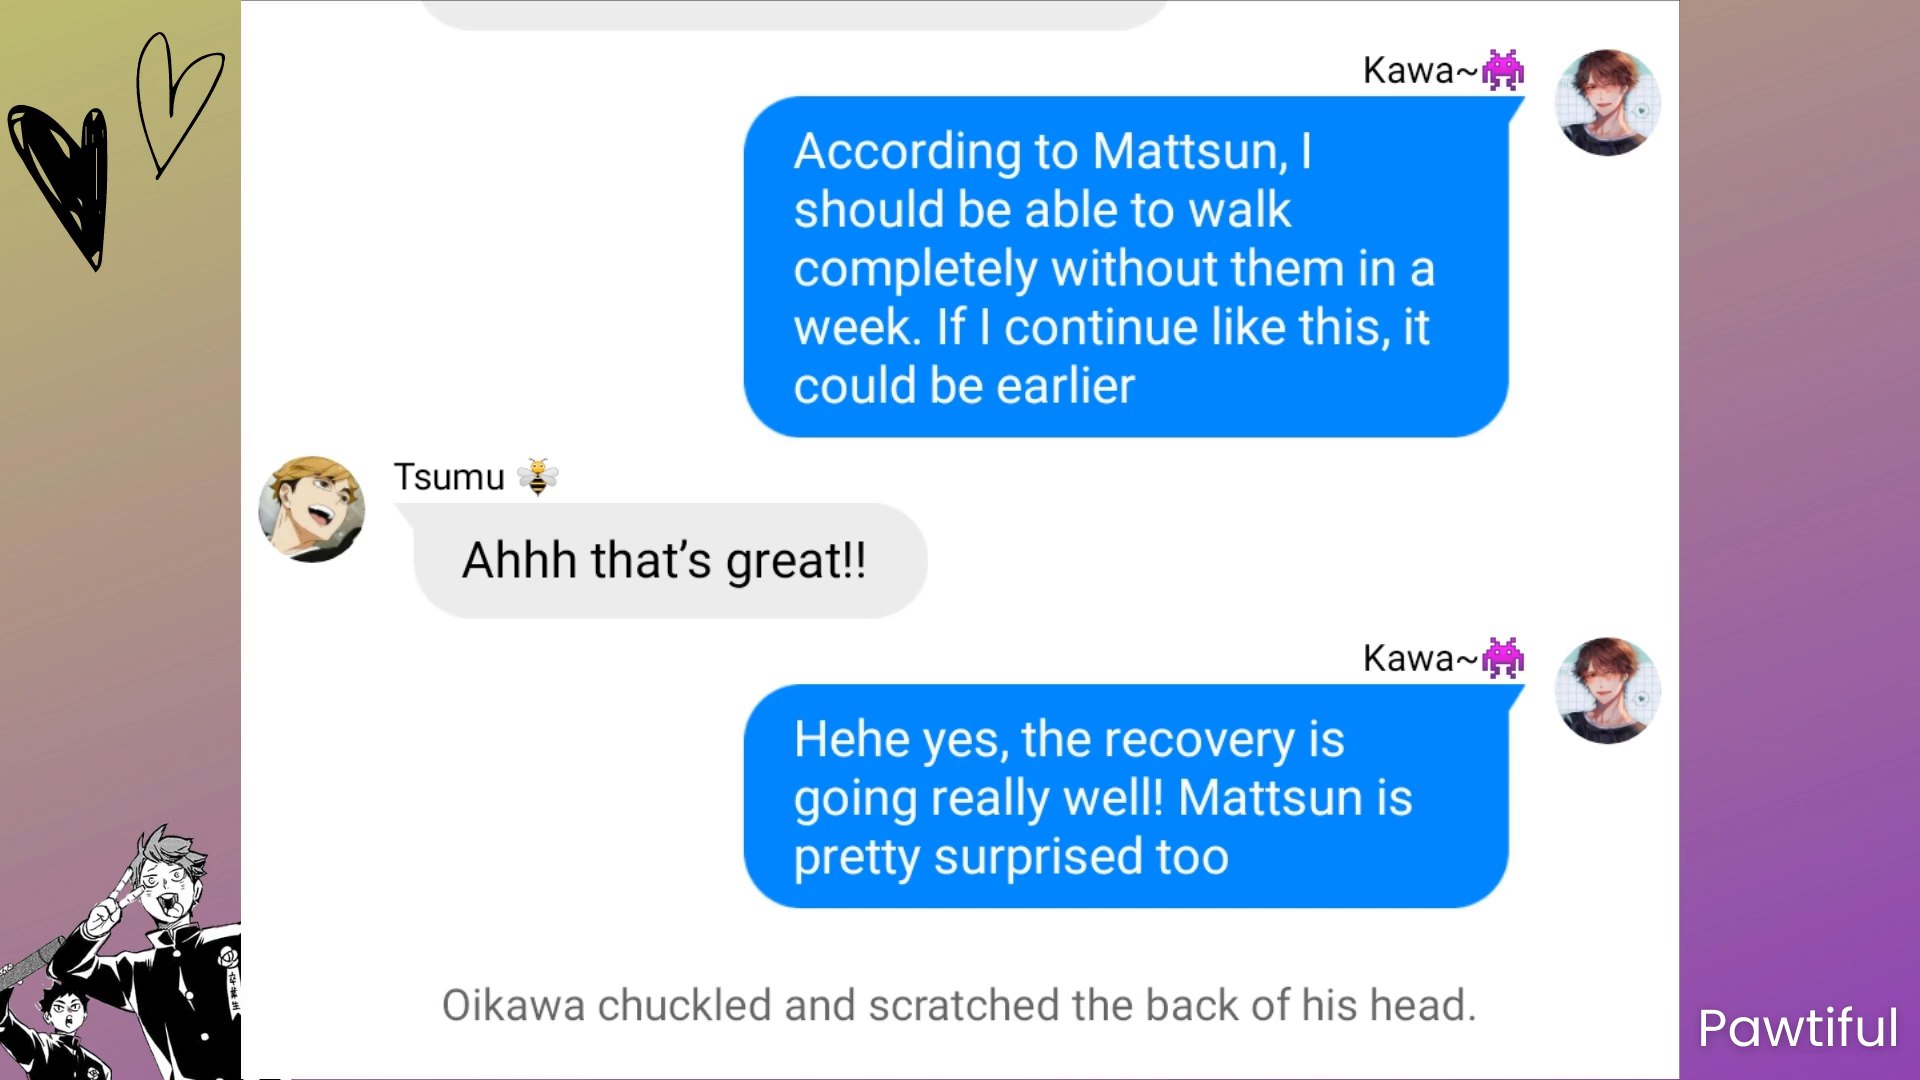 Kawa~👾
According to Mattsun, I
should be able to walk
completely without them in a
week. If I continue like this, it
could be earlier
Tsumu 🐝
Ahhh that’s great!!
Kawa~👾
Hehe yes, the recovery is
going really well! Mattsun is
pretty surprised too
Oikawa chuckled and scratched the back of his head.
Pawtiful